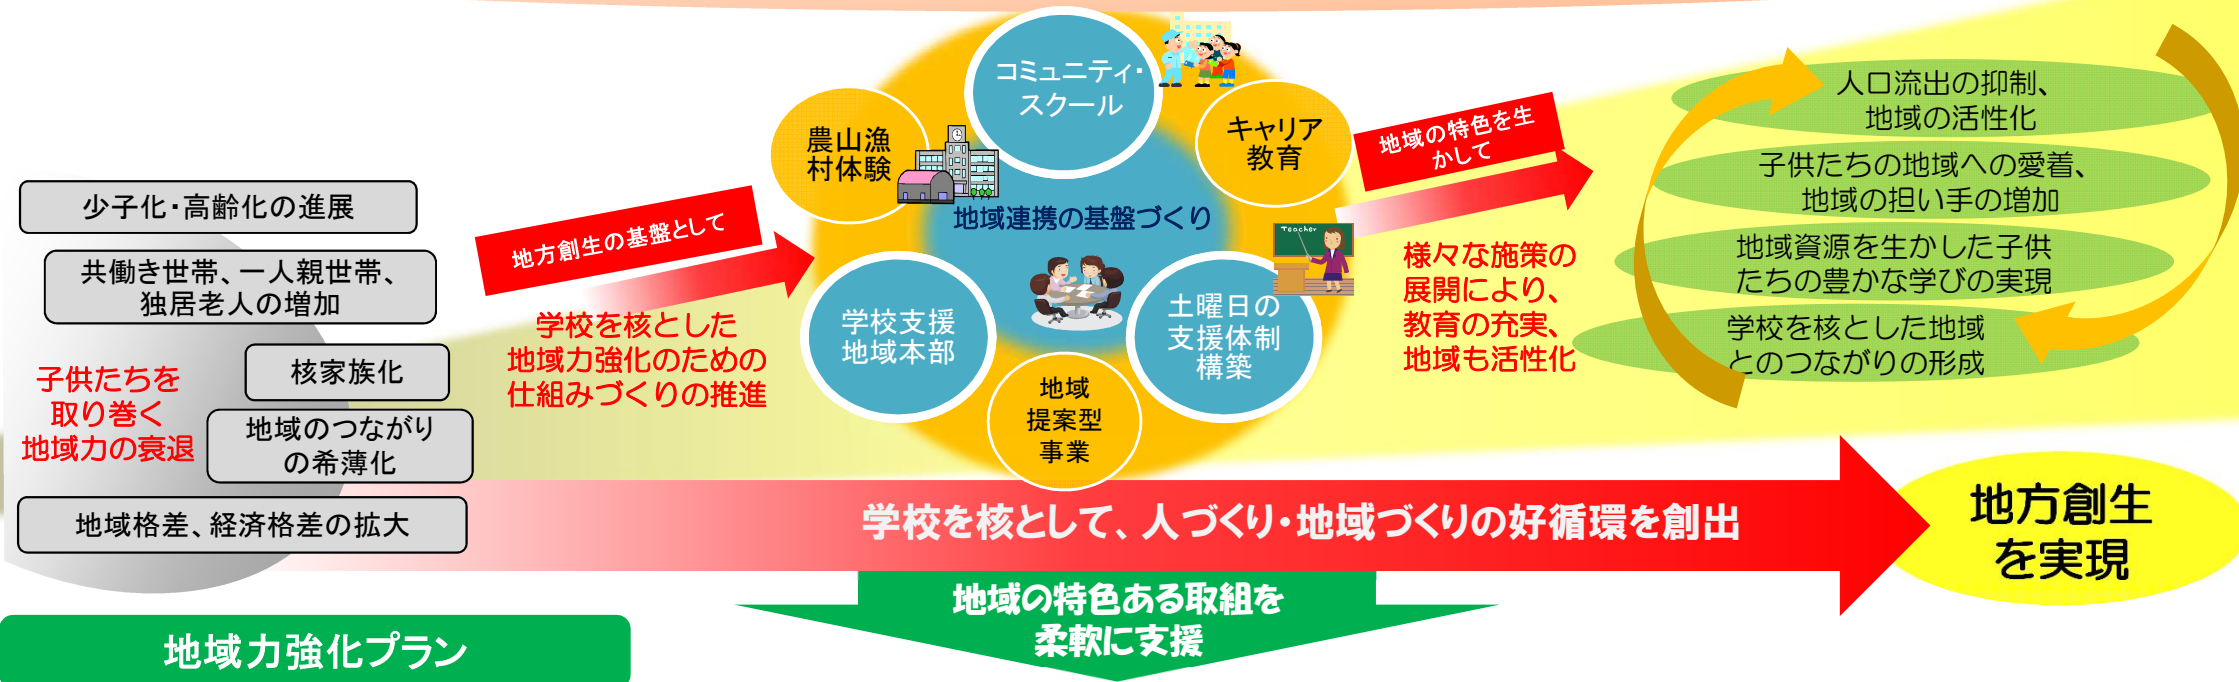 少子化・高齢化の進展
共働き世帯、一人親世帯、
独居老人の増加
核家族化
子供たちを
取り巻く
地域力の衰退
地域のつながり
の希薄化
地域格差、経済格差の拡大
地方創生の基盤として
学校を核とした
地域力強化のための
仕組みづくりの推進
コミュニティ・
スクール
農山漁
村体験
キャリア
教育
地域連携の基盤づくり
Teacher
学校支援
地域本部
土曜日の
支援体制
構築
地域
提案型
事業
地域の特色を生
かして
様々な施策の
展開により、
教育の充実、
地域も活性化
人口流出の抑制、
地域の活性化
子供たちの地域への愛着、
地域の担い手の増加
地域資源を生かした子供
たちの豊かな学びの実現
学校を核とした地域
とのつながりの形成
学校を核として、人づくり・地域づくりの好循環を創出
地方創生
を実現
地域の特色ある取組を
柔軟に支援
地域力強化プラン